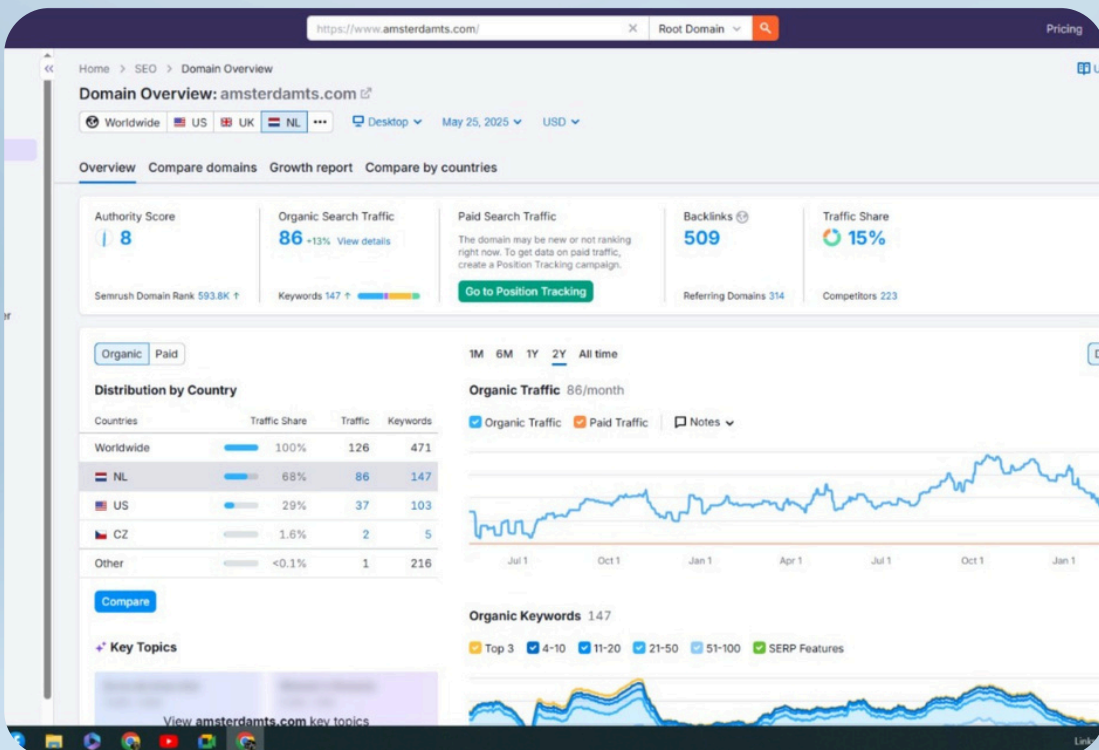 https://www.amsterdamts.com/ Root Domain Pricing
Home > SEO > Domain Overview
Domain Overview: amsterdamts.com
Worldwide US UK NL ••• Desktop May 25, 2025 USD
Overview Compare domains Growth report Compare by countries
Authority Score
8
Semrush Domain Rank 593.8K ↑
Organic Search Traffic
86 +13% View details
Keywords 147 ↑
Paid Search Traffic
The domain may be new or not ranking
right now. To get data on paid traffic,
create a Position Tracking campaign.
Go to Position Tracking
Backlinks
509
Referring Domains 314
Traffic Share
15%
Competitors 223
er
Organic Paid
Distribution by Country
Countries Traffic Share Traffic Keywords
Worldwide 100% 126 471
NL 68% 86 147
US 29% 37 103
CZ 1.6% 2 5
Other <0.1% 1 216
Compare
Key Topics
View amsterdamts.com key topics
1M 6M 1Y 2Y All time
Organic Traffic 86/month
Organic Traffic Paid Traffic Notes
Jul 1 Oct 1 Jan 1 Apr 1 Jul 1 Oct 1 Jan 1
Organic Keywords 147
Top 3 4-10 11-20 21-50 51-100 SERP Features